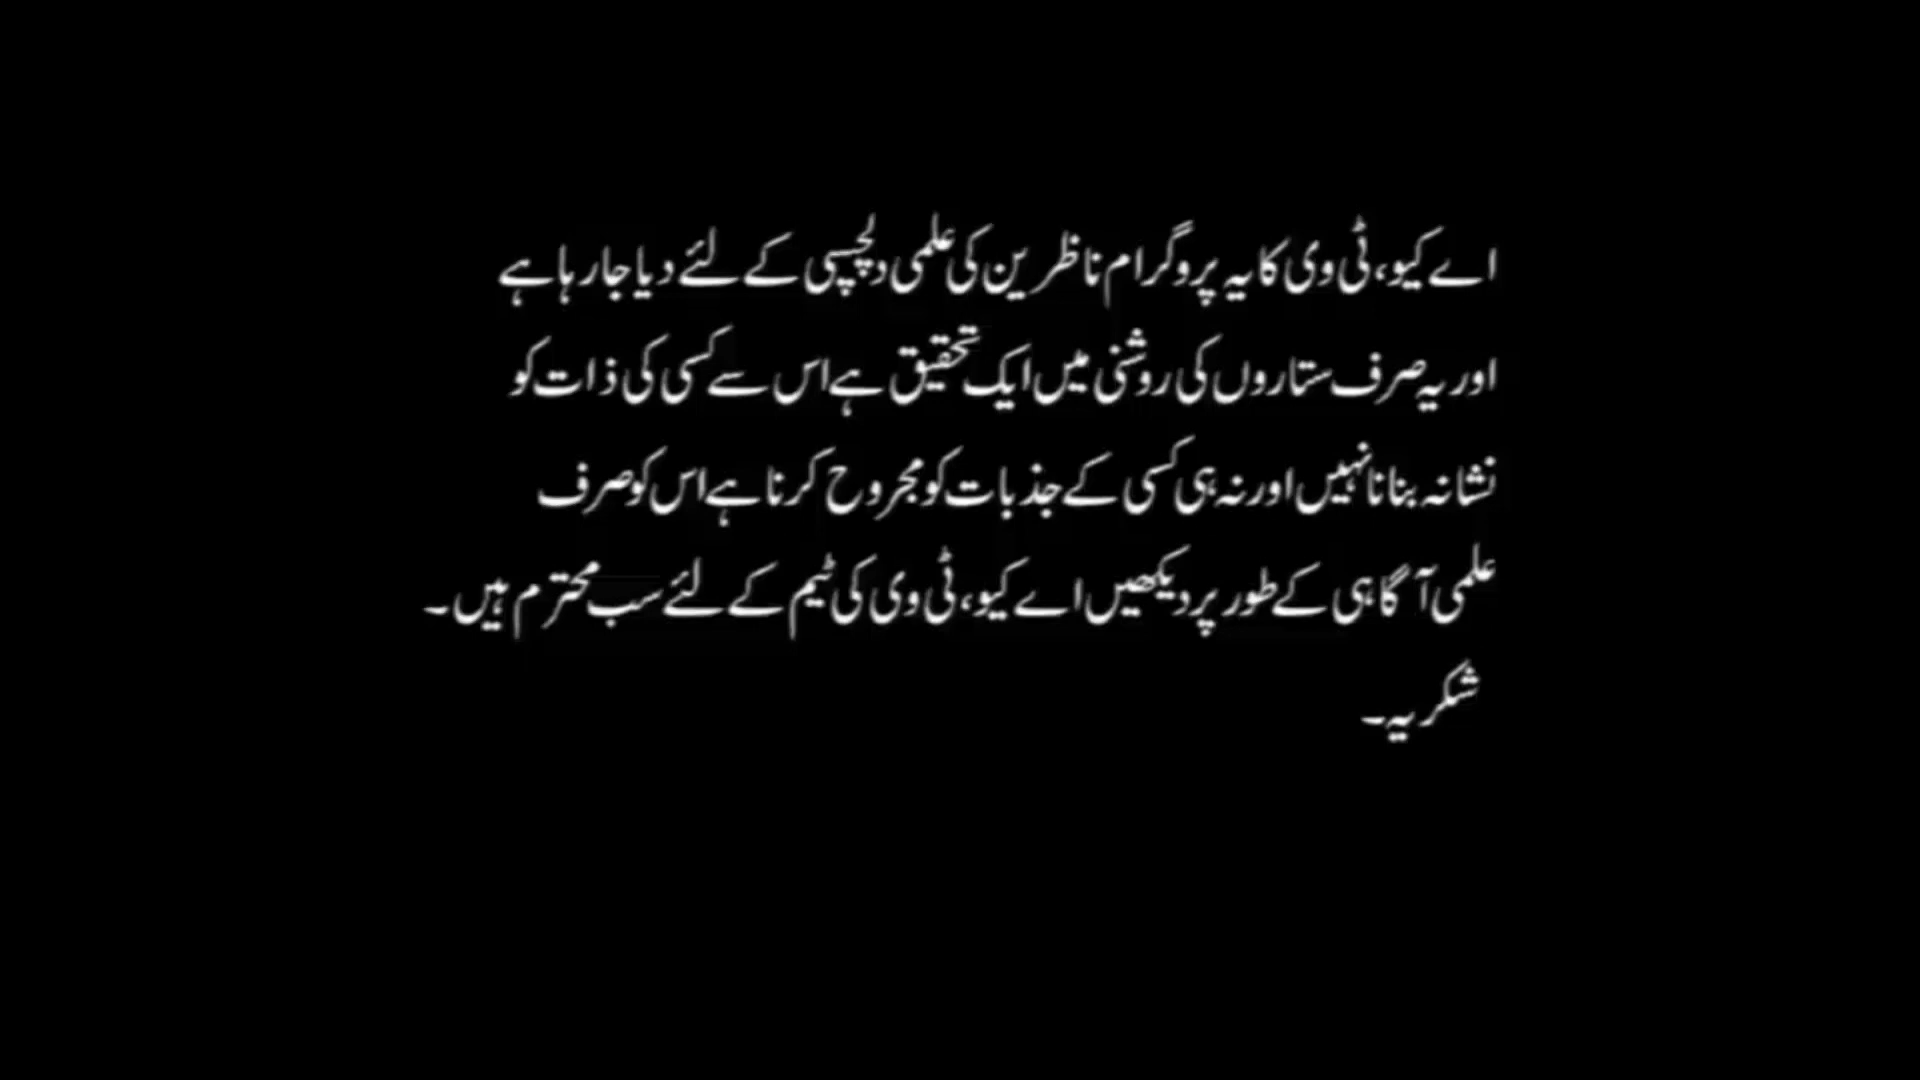 اے کیو، ٹی وی کا یہ پروگرام ناظرین کی علمی دلچسپی کے لئے دیا جا رہا ہے
اور یہ صرف ستاروں کی روشنی میں ایک تحقیق ہے اس سے کسی کی ذات کو
نشانہ بنانا نہیں اور نہ ہی کسی کے جذبات کو مجروح کرنا ہے اس کو صرف
علمی آگاہی کے طور پر دیکھیں اے کیو، ٹی وی کی ٹیم کے لئے سب محترم ہیں۔
شکریہ۔